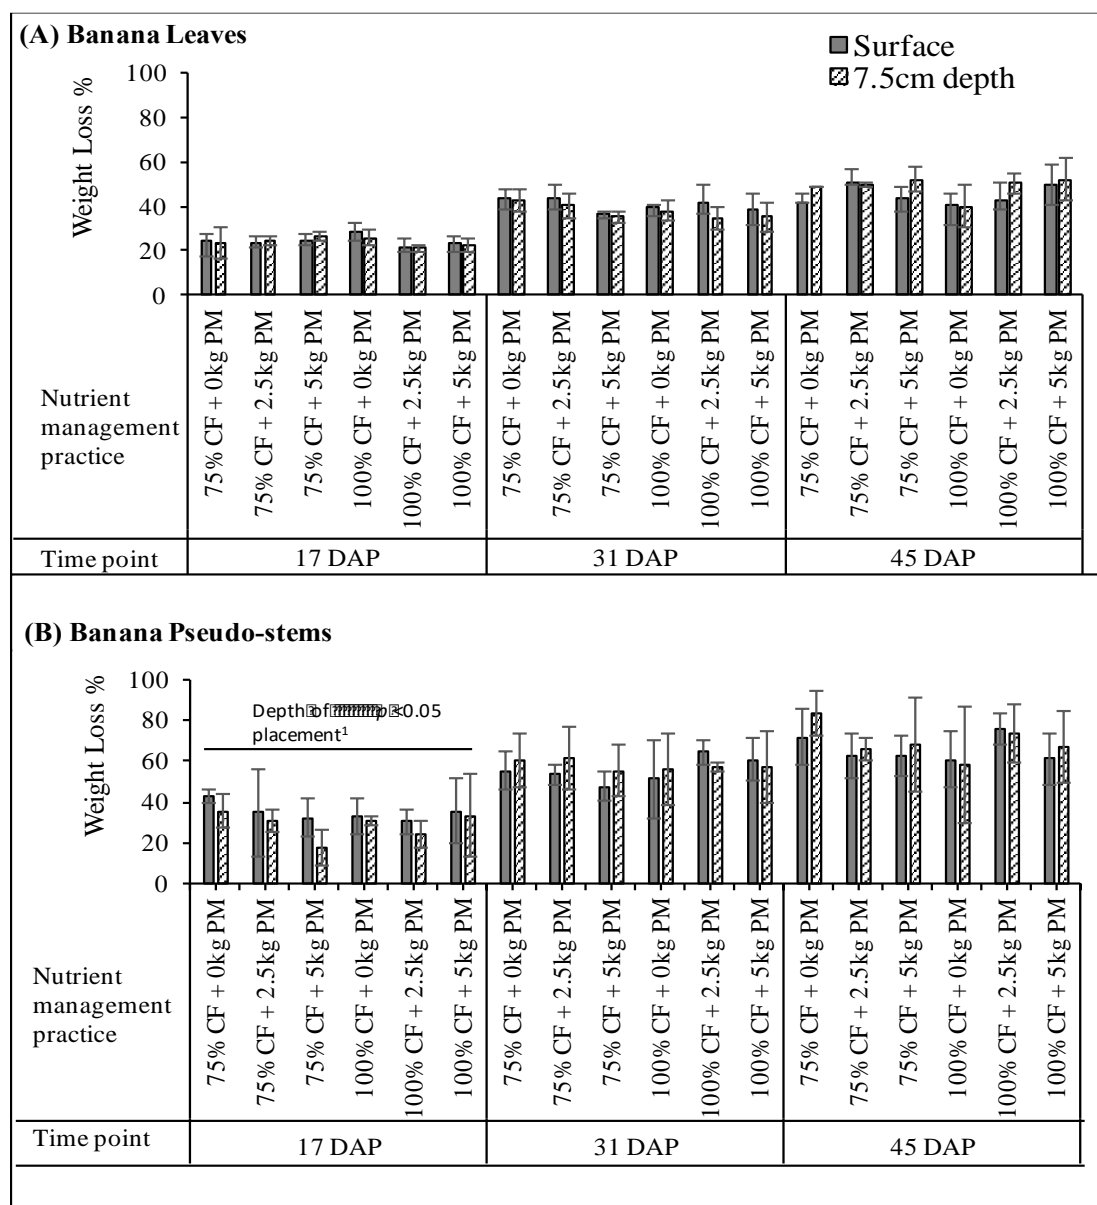 (A) Banana Leaves
Surface
7.5cm depth
Weight Loss %
100
80
60
40
20
0
Nutrient
management
practice
75% CF + 0kg PM
75% CF + 2.5kg PM
75% CF + 5kg PM
100% CF + 0kg PM
100% CF + 2.5kg PM
100% CF + 5kg PM
75% CF + 0kg PM
75% CF + 2.5kg PM
75% CF + 5kg PM
100% CF + 0kg PM
100% CF + 2.5kg PM
100% CF + 5kg PM
75% CF + 0kg PM
75% CF + 2.5kg PM
75% CF + 5kg PM
100% CF + 0kg PM
100% CF + 2.5kg PM
100% CF + 5kg PM
Time point
17 DAP
31 DAP
45 DAP
(B) Banana Pseudo-stems
Weight Loss %
100
80
60
40
20
0
Depth of p <0.05
placement¹
Nutrient
management
practice
75% CF + 0kg PM
75% CF + 2.5kg PM
75% CF + 5kg PM
100% CF + 0kg PM
100% CF + 2.5kg PM
100% CF + 5kg PM
75% CF + 0kg PM
75% CF + 2.5kg PM
75% CF + 5kg PM
100% CF + 0kg PM
100% CF + 2.5kg PM
100% CF + 5kg PM
75% CF + 0kg PM
75% CF + 2.5kg PM
75% CF + 5kg PM
100% CF + 0kg PM
100% CF + 2.5kg PM
100% CF + 5kg PM
Time point
17 DAP
31 DAP
45 DAP